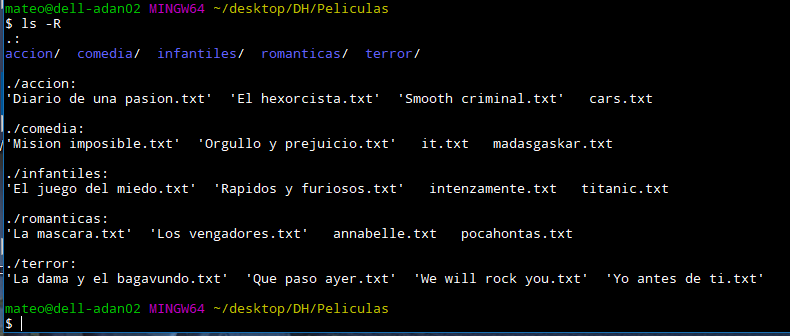 mateo@dell-adan02 MINGW64 ~/desktop/DH/Peliculas
$ ls -R
.:
accion/  comedia/  infantiles/  romanticas/  terror/
./accion:
'Diario de una pasion.txt'  'El hexorcista.txt'  'Smooth criminal.txt'   cars.txt
./comedia:
'Mision imposible.txt'  'Orgullo y prejuicio.txt'   it.txt   madasgaskar.txt
./infantiles:
'El juego del miedo.txt'  'Rapidos y furiosos.txt'   intenzamente.txt   titanic.txt
./romanticas:
'La mascara.txt'  'Los vengadores.txt'   annabelle.txt   pocahontas.txt
./terror:
'La dama y el bagavundo.txt'  'Que paso ayer.txt'  'We will rock you.txt'  'Yo antes de ti.txt'
mateo@dell-adan02 MINGW64 ~/desktop/DH/Peliculas
$